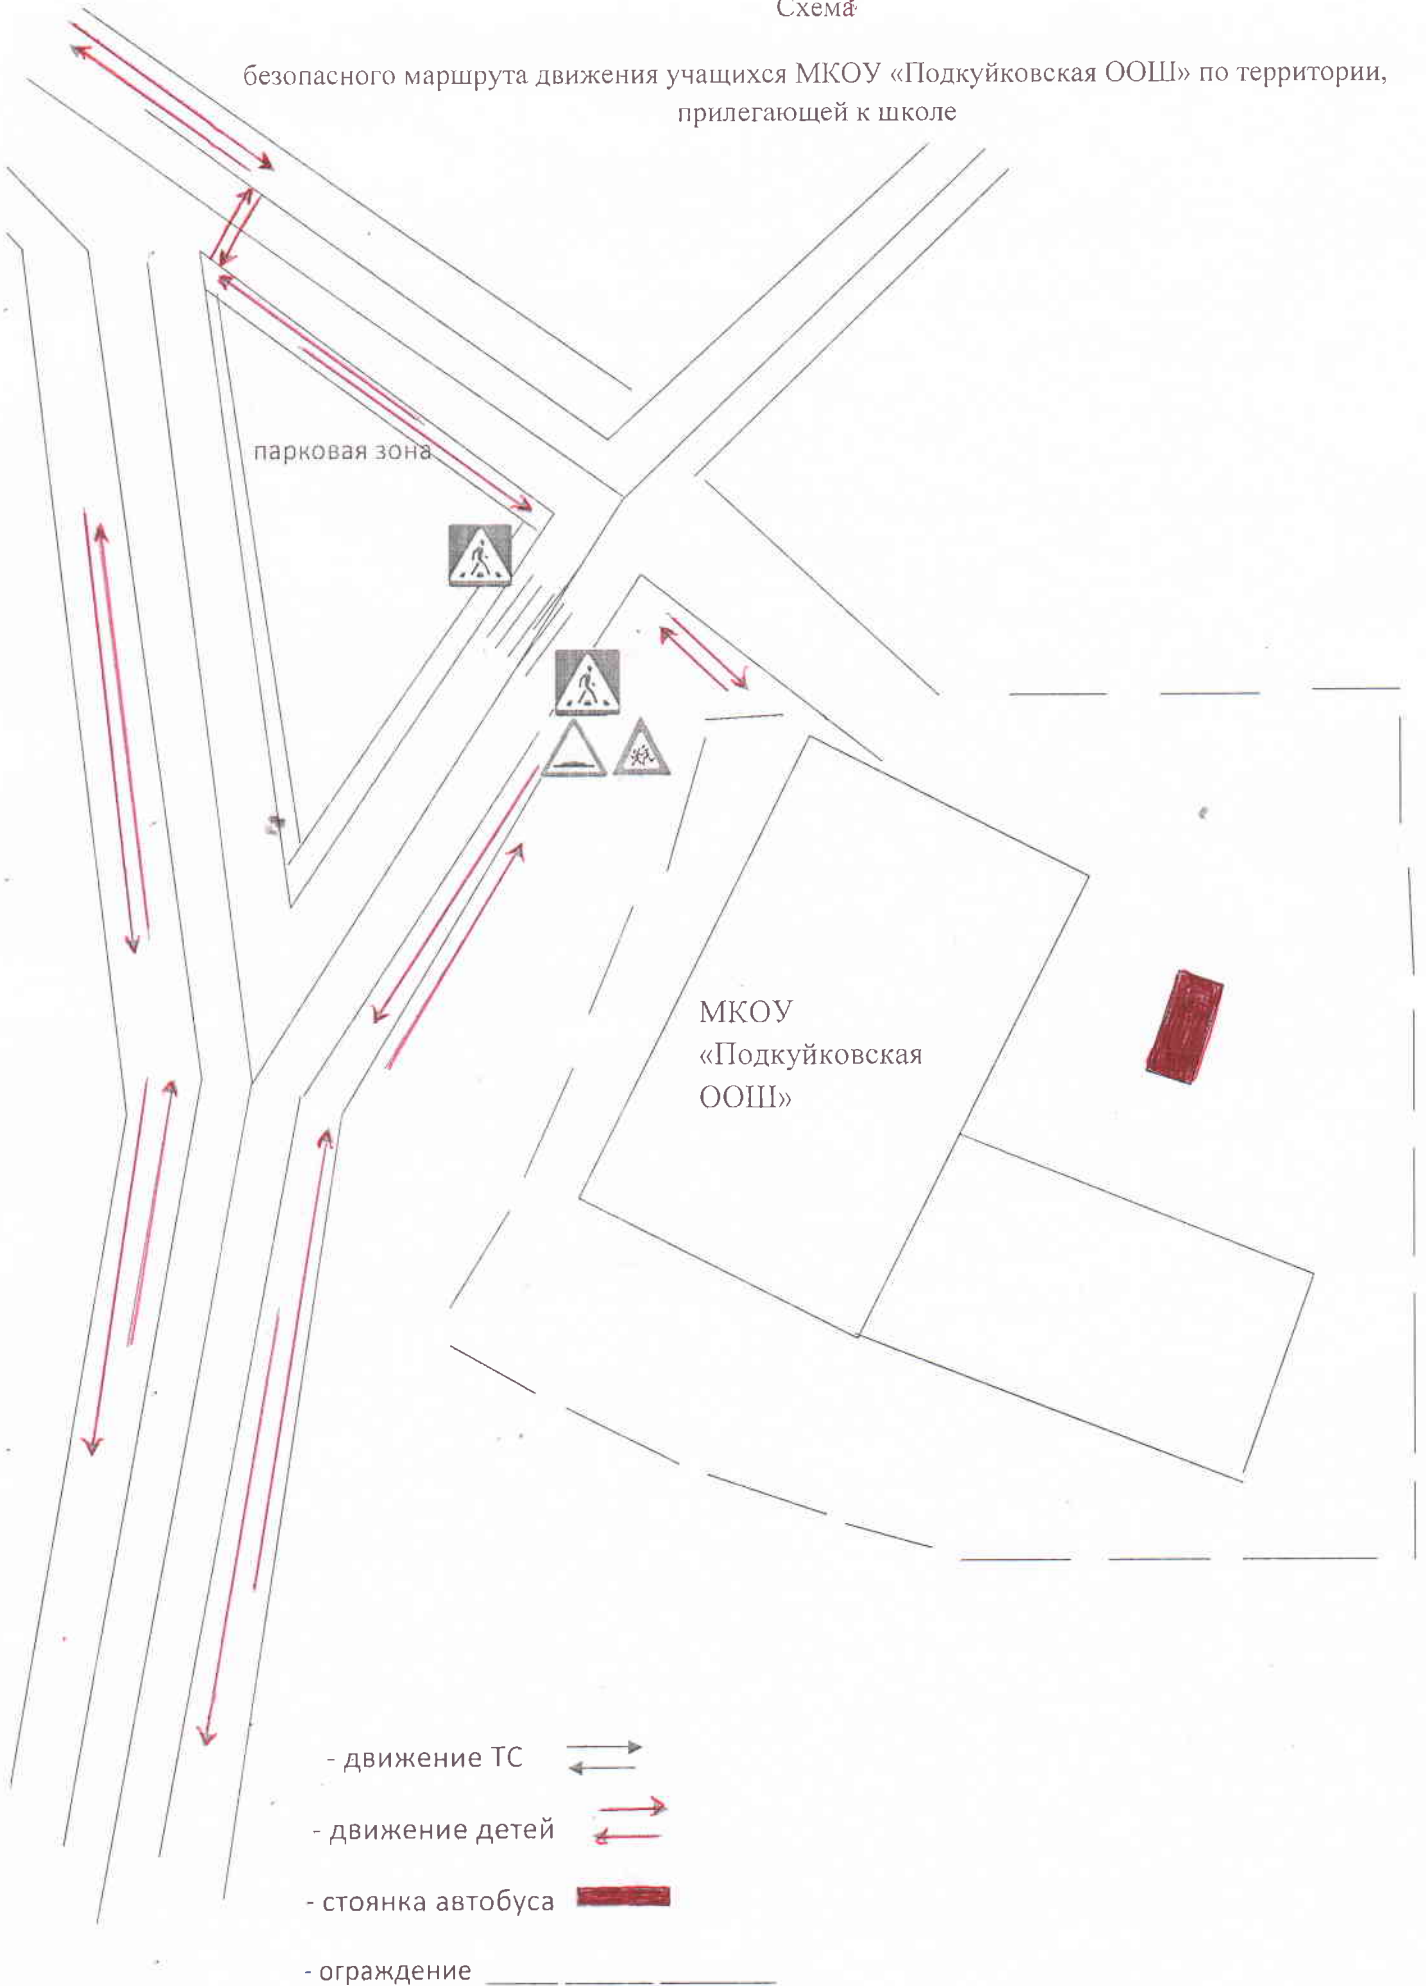 Схема
безопасного маршрута движения учащихся МКОУ «Подкуйковская ООШ» по территории,
прилегающей к школе
парковая зона
МКОУ
«Подкуйковская
ООШ»
- движение ТС
- движение детей
- стоянка автобуса
- ограждение